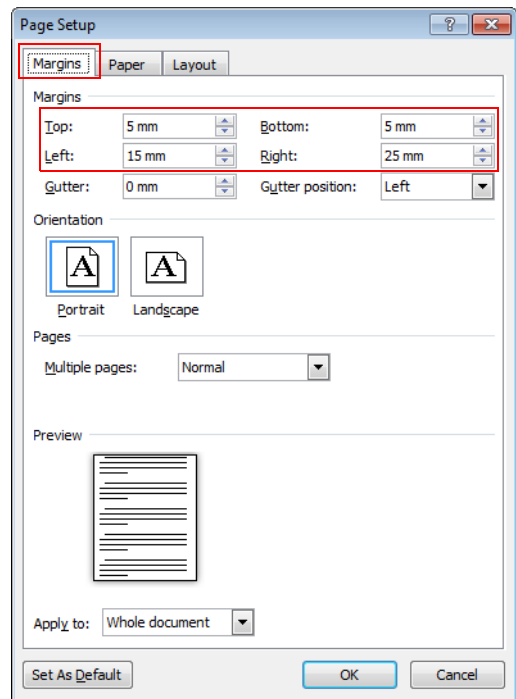 Page Setup
Margins Paper Layout
Margins
Top: 5 mm Bottom: 5 mm
Left: 15 mm Right: 25 mm
Gutter: 0 mm Gutter position: Left
Orientation
A A
Portrait Landscape
Pages
Multiple pages: Normal
Preview
Apply to: Whole document
Set As Default OK Cancel